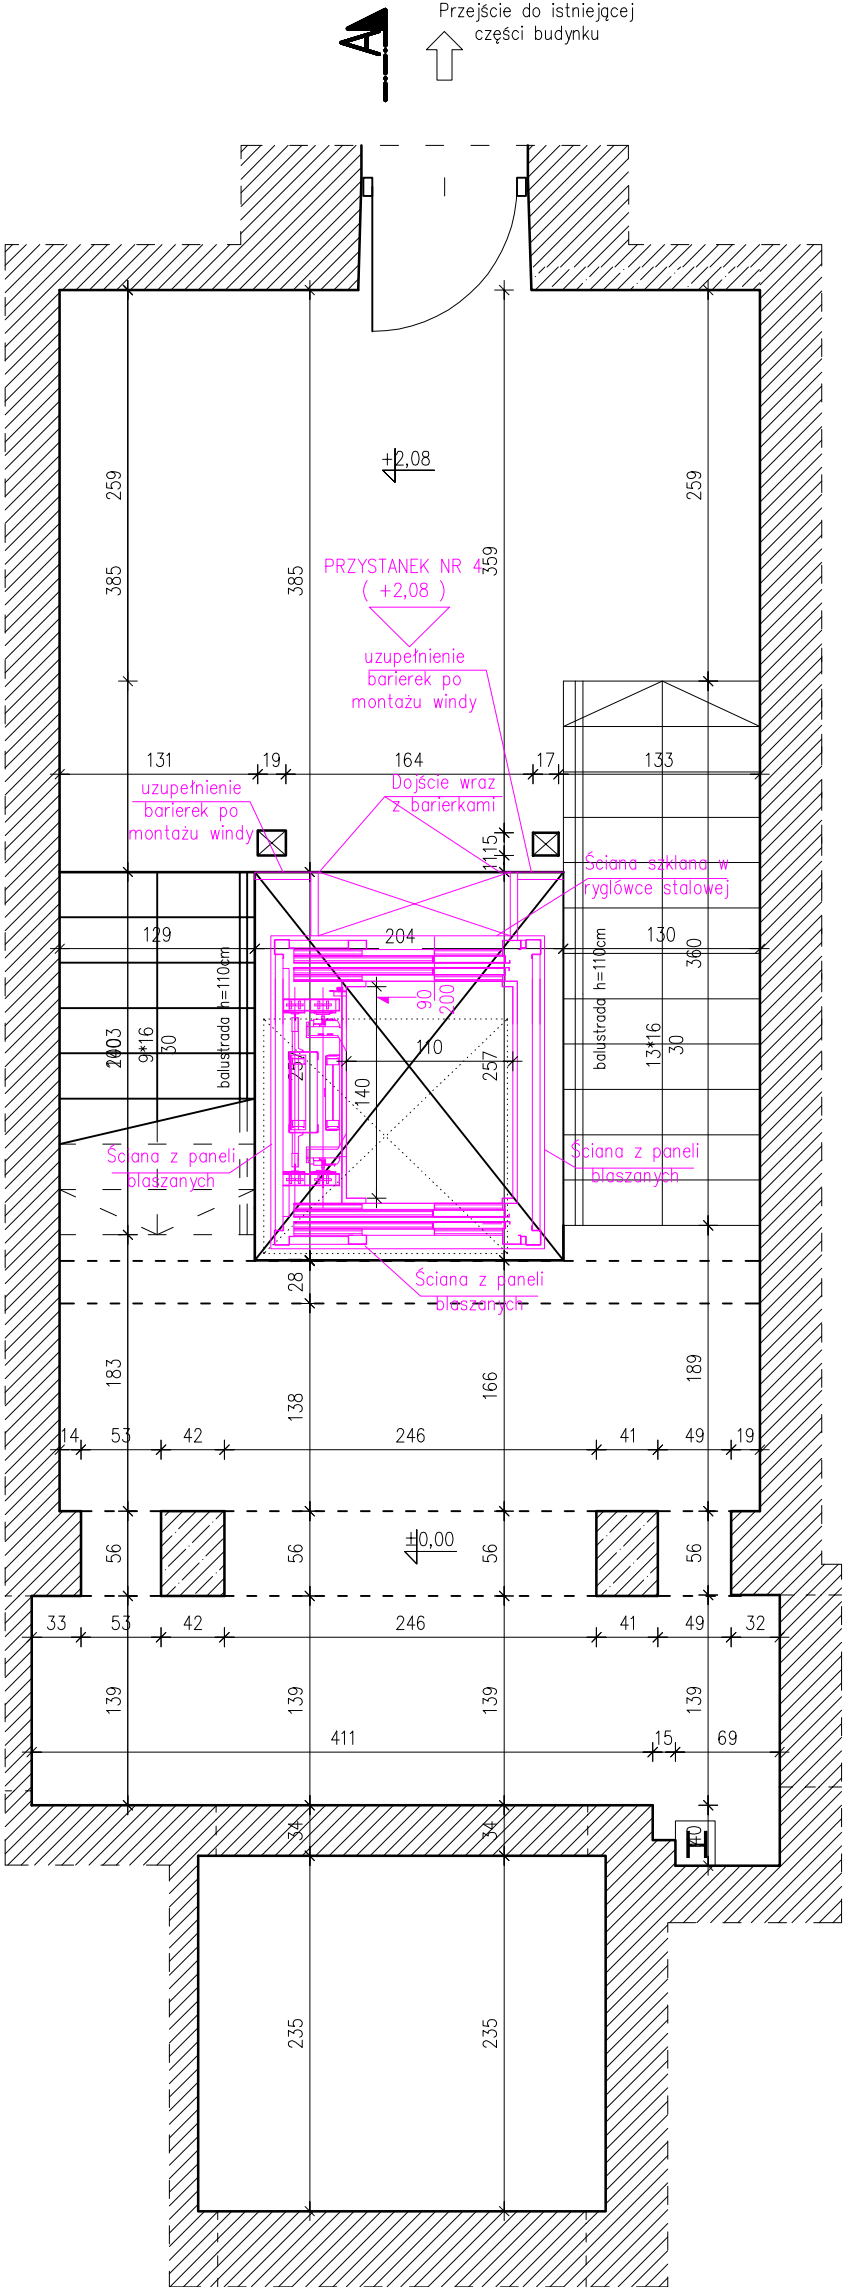 Przejście do istniejącej
części budynku
A
+2,08
259
259
385
385
359
PRZYSTANEK NR 4
( +2,08 )
uzupełnienie
barierek po
montażu windy
131
19
164
17
133
uzupełnienie
barierek po
montażu windy
Dojście wraz
z barierkami
15
11
Ściana szklana w
ryglówce stalowej
129
204
130
360
balustrada h=110cm
balustrada h=110cm
90
200
9*16
30
13*16
30
110
140
257
257
Ściana z paneli
blaszanych
Ściana z paneli
blaszanych
Ściana z paneli
blaszanych
28
183
138
166
189
14
53
42
246
41
49
19
±0,00
56
56
56
56
33
53
42
246
41
49
32
139
139
139
139
411
15
69
34
34
40
H
235
235